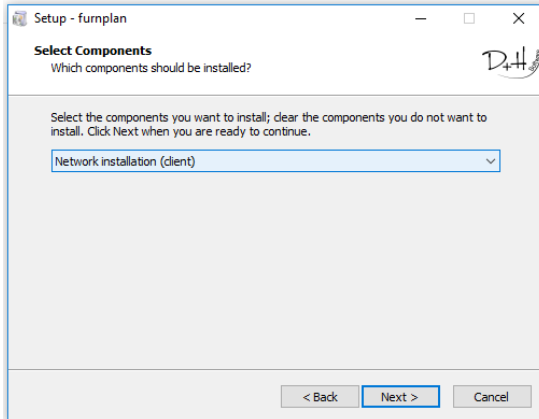 Setup - furnplan
Select Components
Which components should be installed?
D+H
Select the components you want to install; clear the components you do not want to
install. Click Next when you are ready to continue.
Network installation (client)
< Back
Next >
Cancel